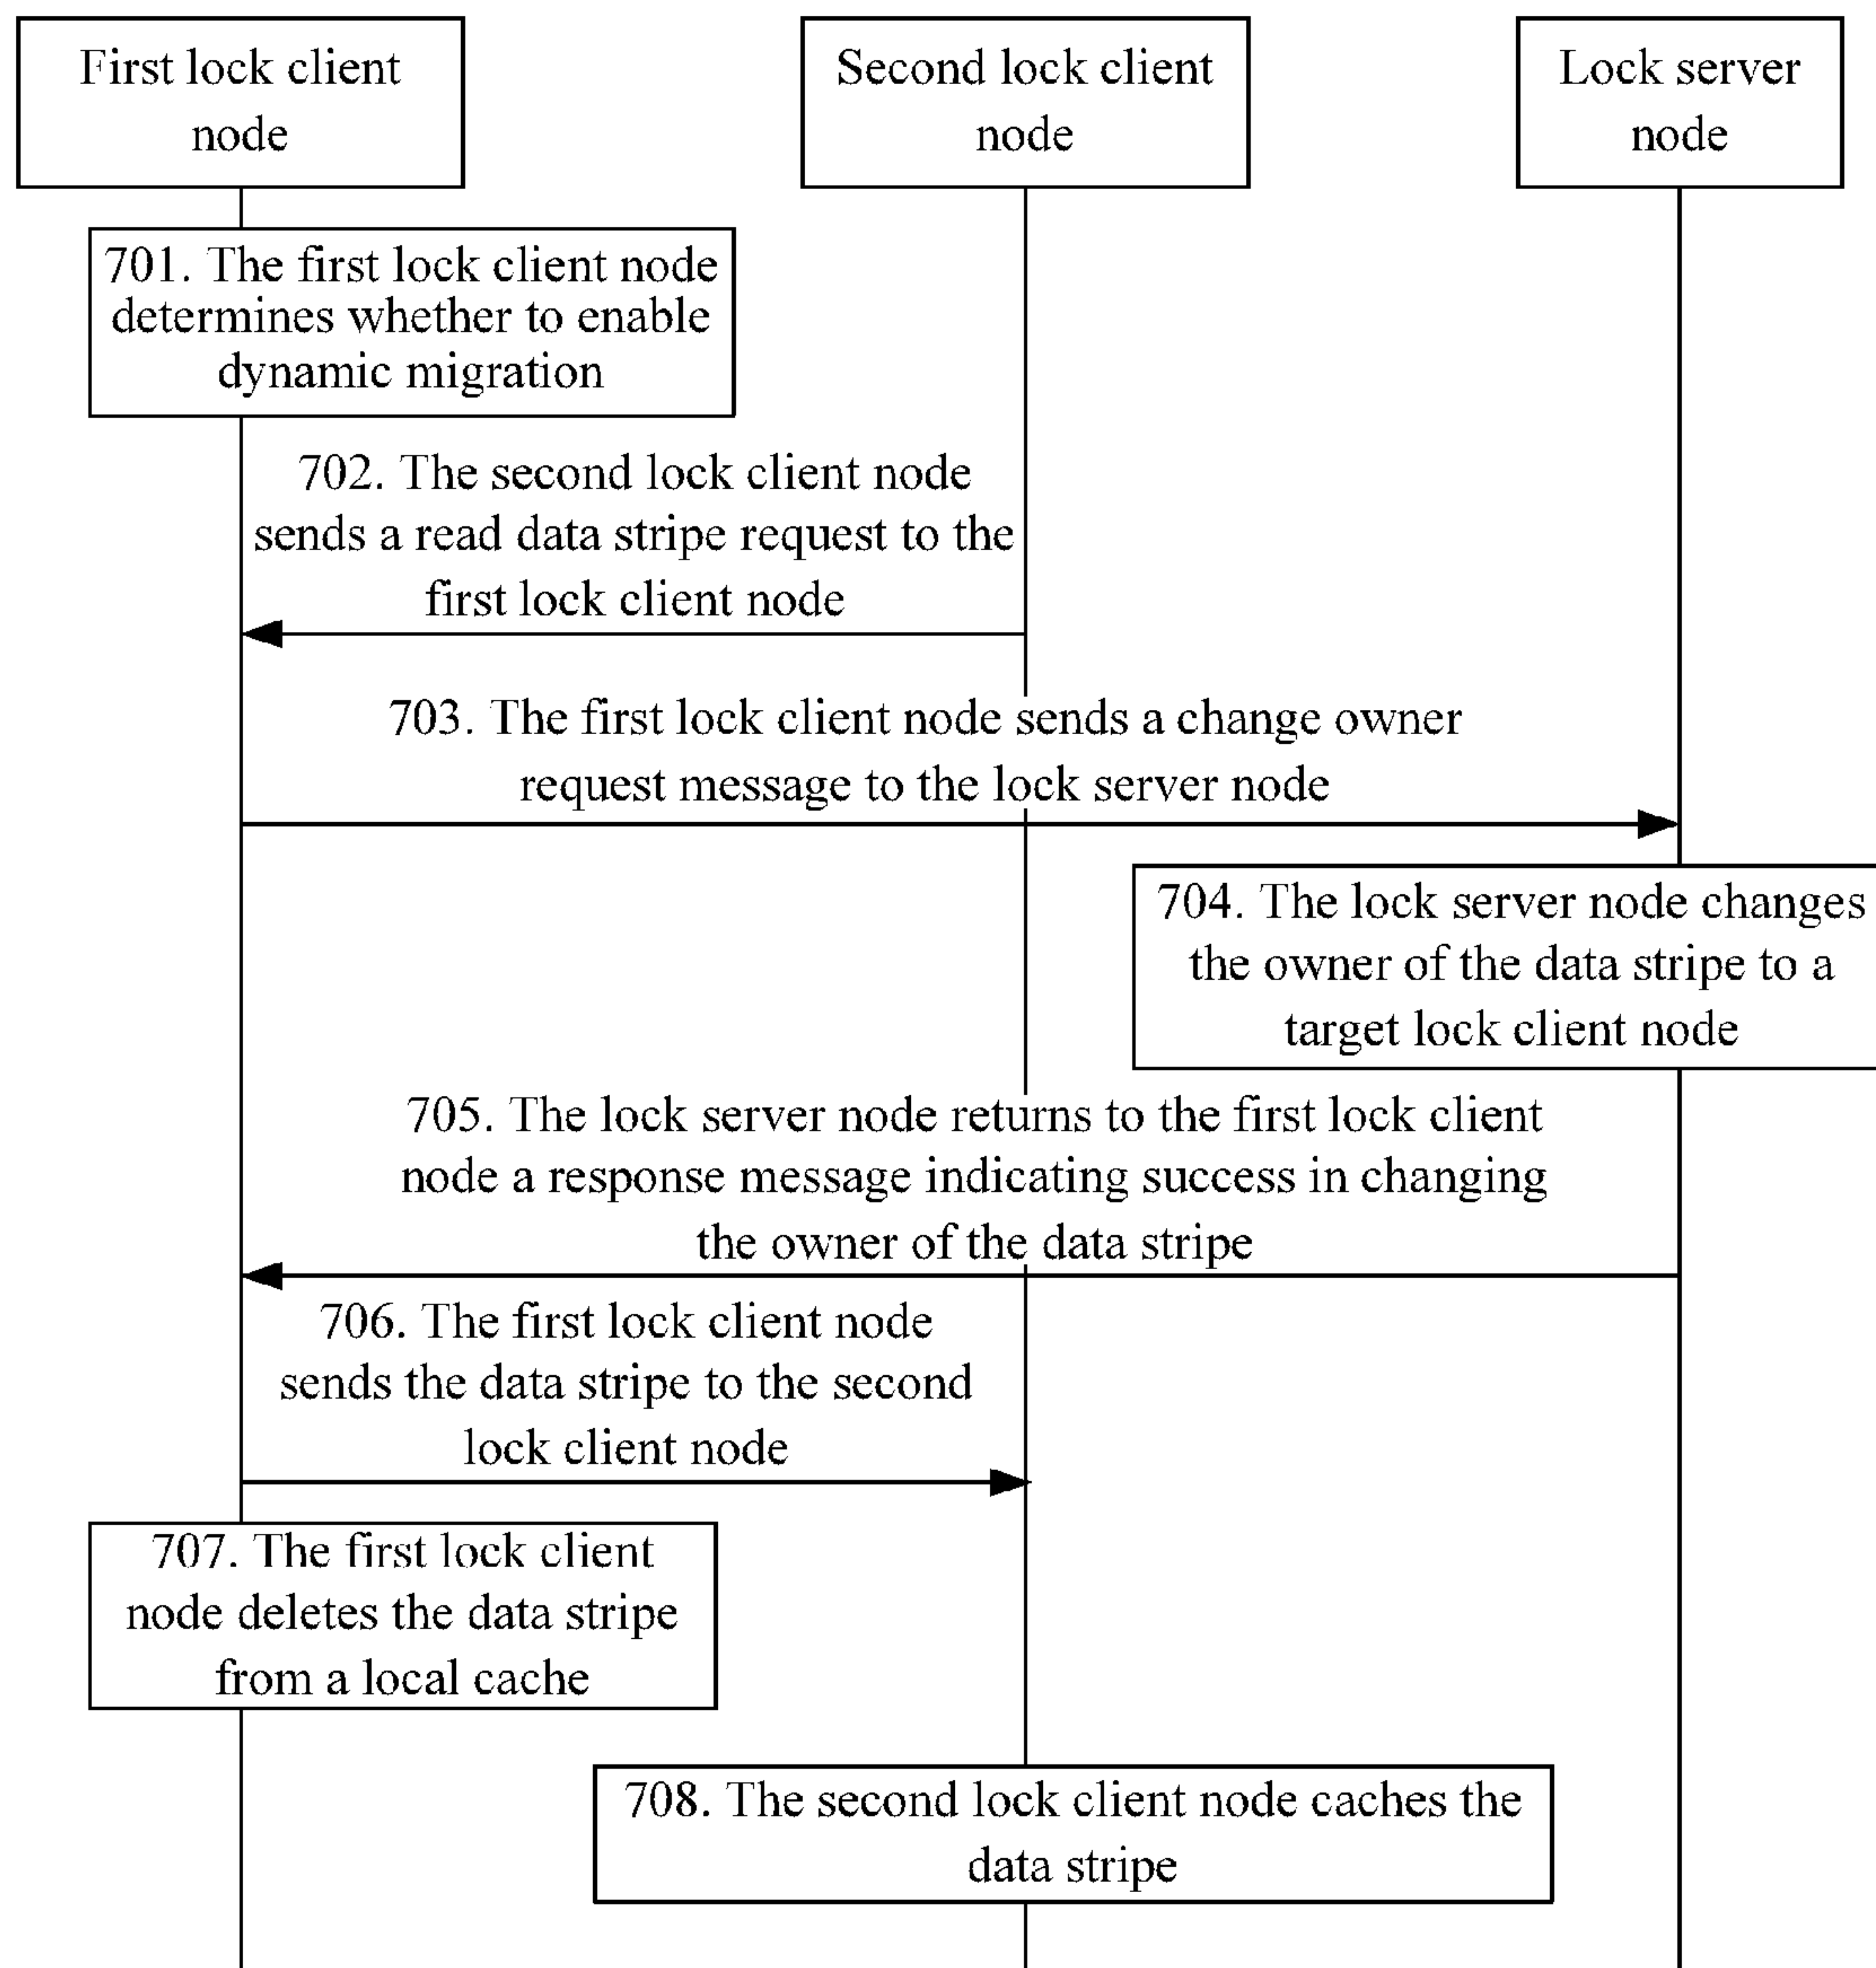 First lock client
node
Second lock client
node
Lock server
node
701. The first lock client node
determines whether to enable
dynamic migration
702. The second lock client node
sends a read data stripe request to the
first lock client node
703. The first lock client node sends a change owner
request message to the lock server node
704. The lock server node changes
the owner of the data stripe to a
target lock client node
705. The lock server node returns to the first lock client
node a response message indicating success in changing
the owner of the data stripe
706. The first lock client node
sends the data stripe to the second
lock client node
707. The first lock client
node deletes the data stripe
from a local cache
708. The second lock client node caches the
data stripe